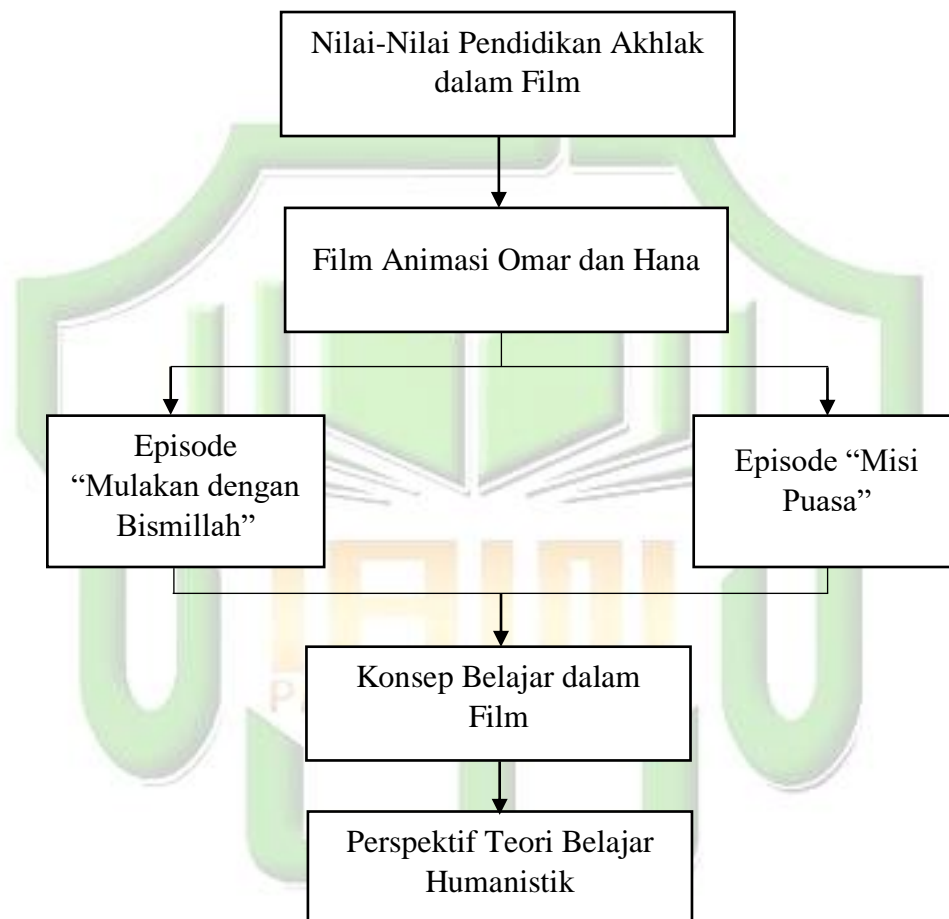 Nilai-Nilai Pendidikan Akhlak
dalam Film
Film Animasi Omar dan Hana
Episode
“Mulakan dengan
Bismillah”
Episode “Misi
Puasa”
Konsep Belajar dalam
Film
Perspektif Teori Belajar
Humanistik